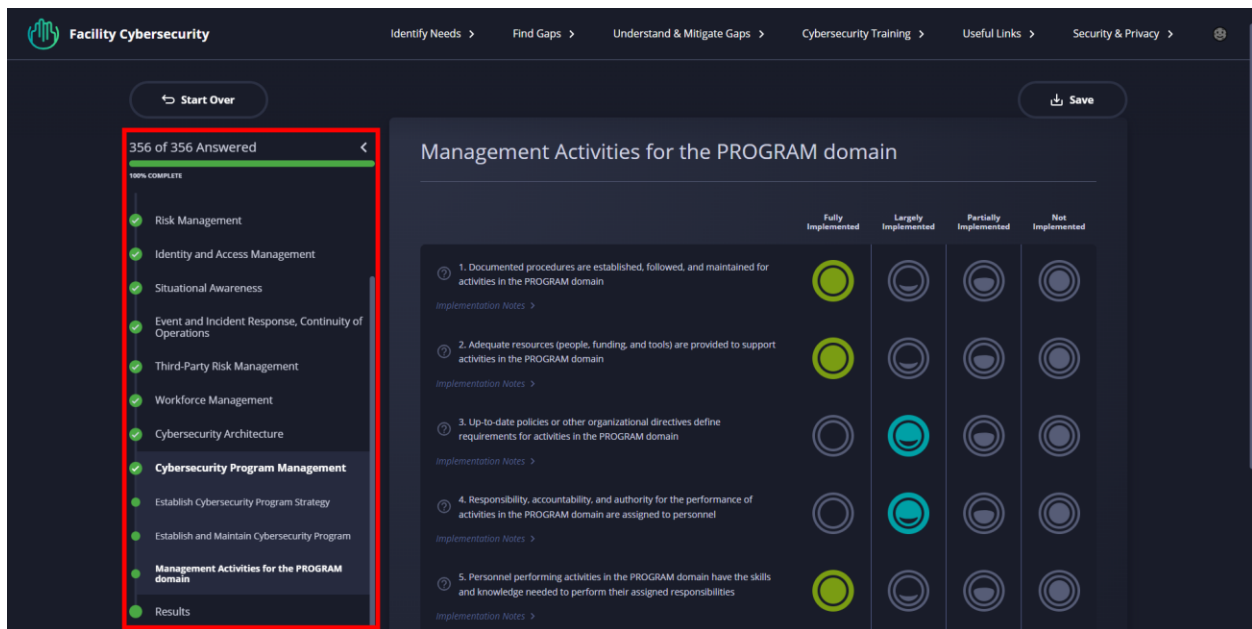 Facility Cybersecurity
Identify Needs >
Find Gaps >
Understand & Mitigate Gaps >
Cybersecurity Training >
Useful Links >
Security & Privacy >
Start Over
Save
356 of 356 Answered
100% COMPLETE
Risk Management
Identity and Access Management
Situational Awareness
Event and Incident Response, Continuity of
Operations
Third-Party Risk Management
Workforce Management
Cybersecurity Architecture
Cybersecurity Program Management
Establish Cybersecurity Program Strategy
Establish and Maintain Cybersecurity Program
Management Activities for the PROGRAM
domain
Results
Management Activities for the PROGRAM domain
Fully
Implemented
Largely
Implemented
Partially
Implemented
Not
Implemented
1. Documented procedures are established, followed, and maintained for
activities in the PROGRAM domain
Implementation Notes >
2. Adequate resources (people, funding, and tools) are provided to support
activities in the PROGRAM domain
Implementation Notes >
3. Up-to-date policies or other organizational directives define
requirements for activities in the PROGRAM domain
Implementation Notes >
4. Responsibility, accountability, and authority for the performance of
activities in the PROGRAM domain are assigned to personnel
Implementation Notes >
5. Personnel performing activities in the PROGRAM domain have the skills
and knowledge needed to perform their assigned responsibilities
Implementation Notes >